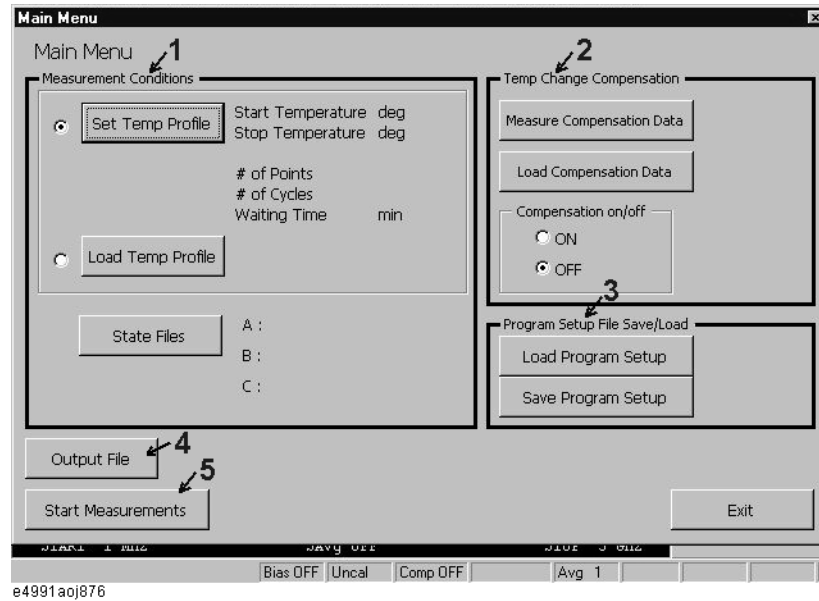 Main Menu
Main Menu
1
Measurement Conditions
Set Temp Profile
Start Temperature deg
Stop Temperature deg
# of Points
# of Cycles
Waiting Time min
Load Temp Profile
State Files
A :
B :
C :
2
Temp Change Compensation
Measure Compensation Data
Load Compensation Data
Compensation on/off
ON
OFF
3
Program Setup File Save/Load
Load Program Setup
Save Program Setup
Output File
4
5
Start Measurements
Exit
Bias OFF Uncal Comp OFF Avg 1
e4991aoj876